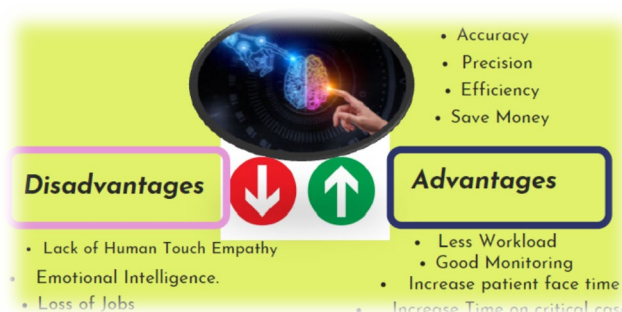 • Accuracy
• Precision
• Efficiency
• Save Money
Disadvantages
Advantages
• Lack of Human Touch Empathy
• Emotional Intelligence.
• Loss of Jobs
• Less Workload
• Good Monitoring
• Increase patient face time
• Increase Time on critical